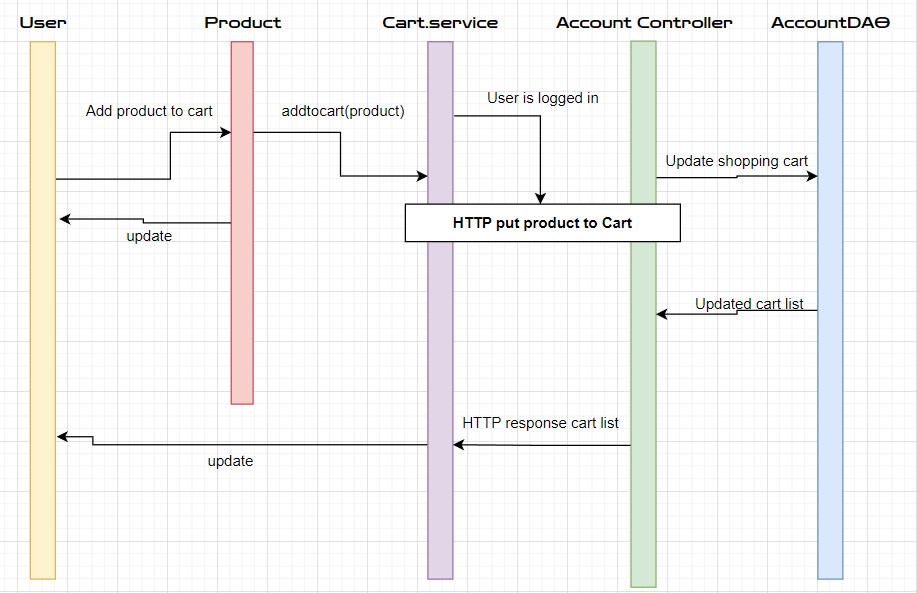 User
Product
Cart.service
Account Controller
AccountDAO
User is logged in
Add product to cart
addtocart(product)
Update shopping cart
HTTP put product to Cart
update
Updated cart list
HTTP response cart list
update